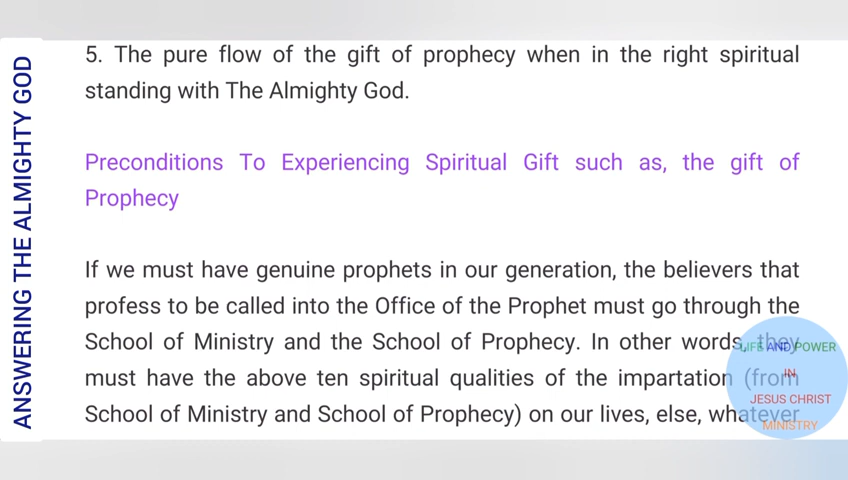 ANSWERING THE ALMIGHTY GOD
5. The pure flow of the gift of prophecy when in the right spiritual
standing with The Almighty God.
Preconditions To Experiencing Spiritual Gift such as, the gift of
Prophecy
If we must have genuine prophets in our generation, the believers that
profess to be called into the Office of the Prophet must go through the
School of Ministry and the School of Prophecy. In other words, they
must have the above ten spiritual qualities of the impartation (from
School of Ministry and School of Prophecy) on our lives, else, whatever
LIFE AND POWER
IN
JESUS CHRIST
MINISTRY